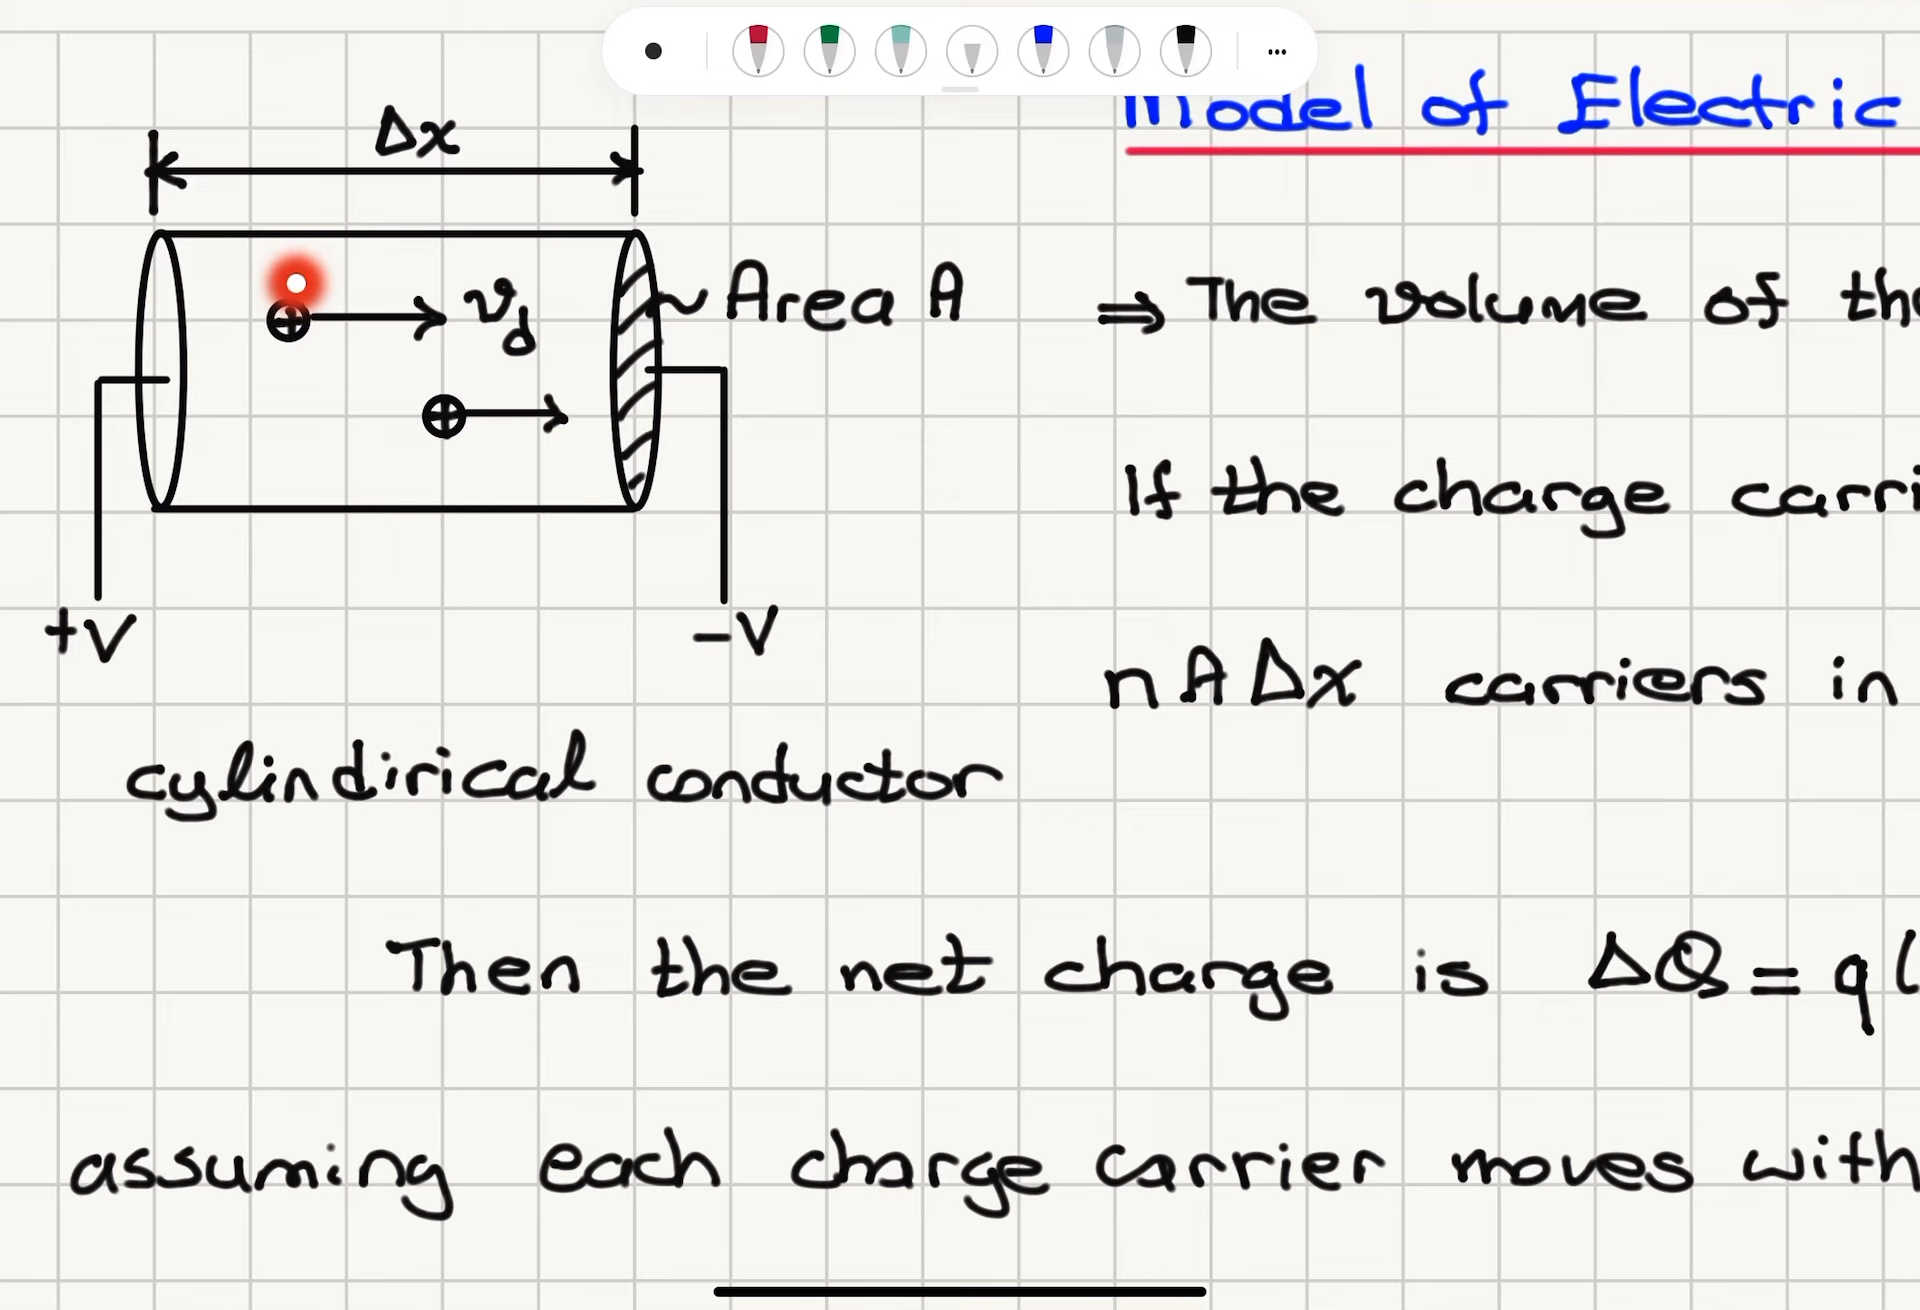 Model of Electric
Δx
v_d
~ Area A
⇒ The volume of the
+V
-V
If the charge carri
nAΔx carriers in
cylindirical conductor
Then the net charge is ΔQ = q(
assuming each charge carrier moves with